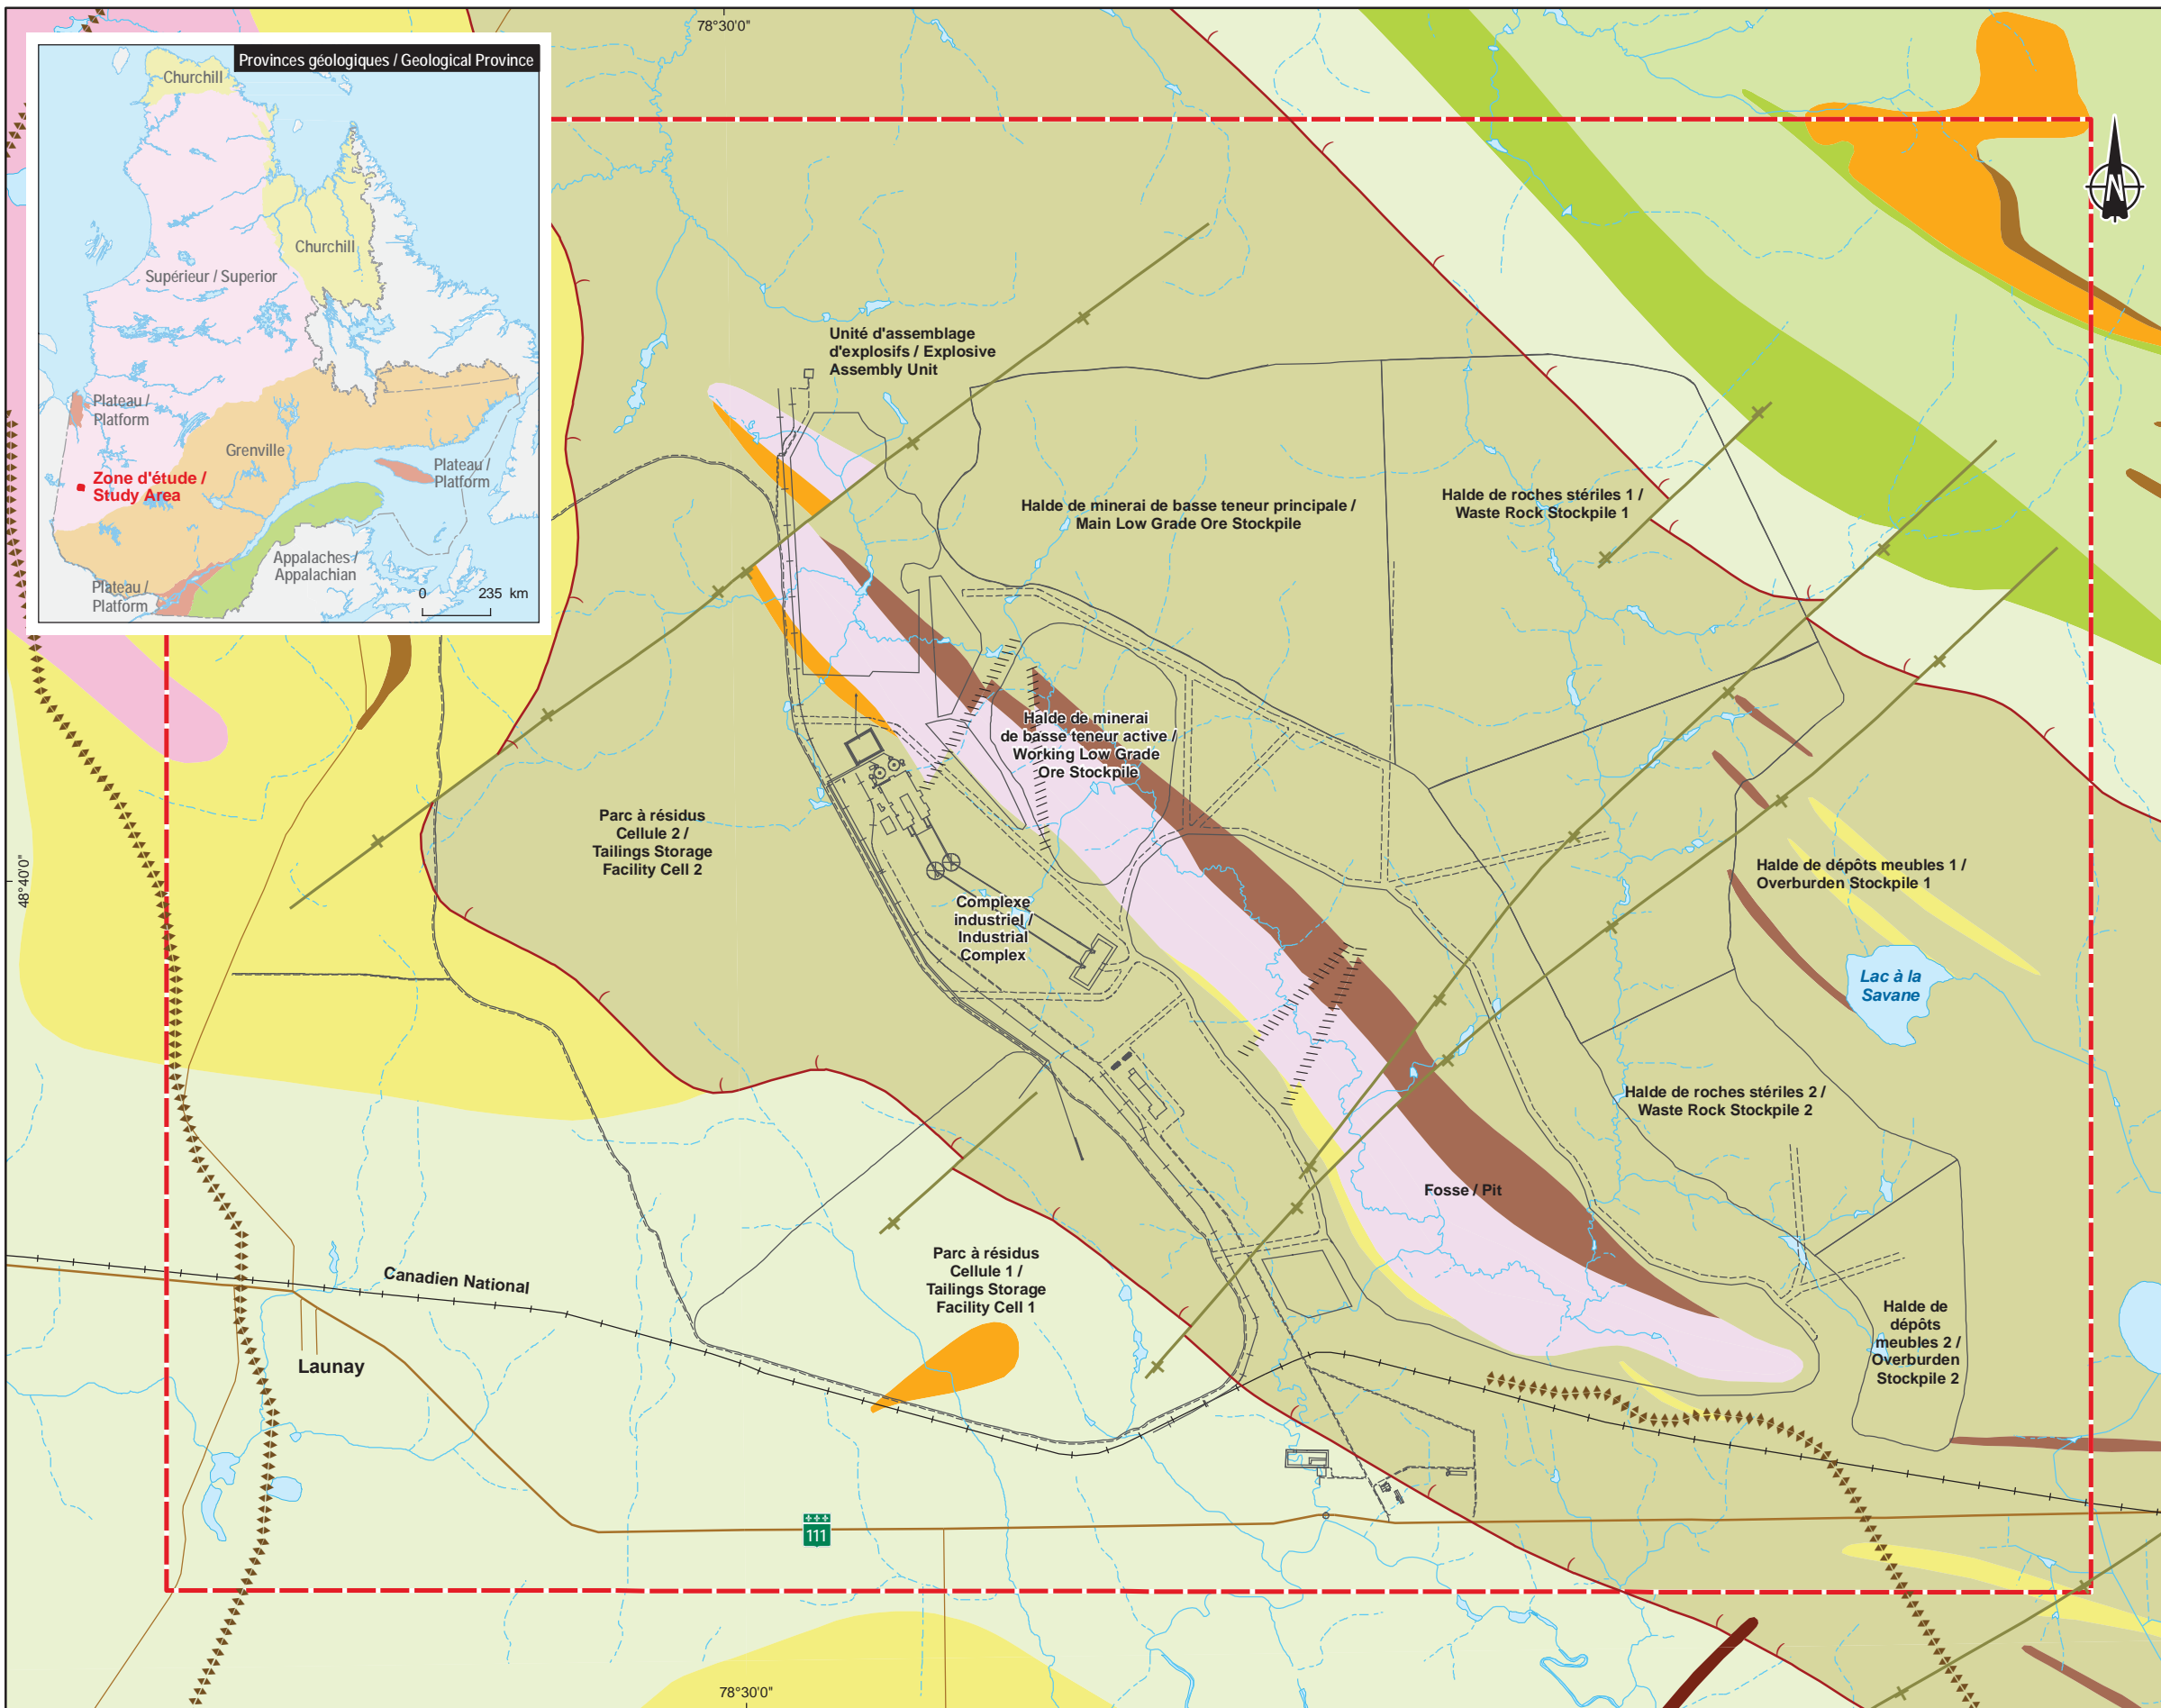 78°30'0"
Provinces géologiques / Geological Province
Churchill
Churchill
Supérieur / Superior
Plateau /
Platform
Grenville
Plateau /
Platform
Zone d'étude /
Study Area
Appalaches /
Appalachian
Plateau /
Platform
0 235 km
N
Unité d'assemblage
d'explosifs / Explosive
Assembly Unit
Halde de minerai de basse teneur principale /
Main Low Grade Ore Stockpile
Halde de roches stériles 1 /
Waste Rock Stockpile 1
Halde de minerai
de basse teneur active /
Working Low Grade
Ore Stockpile
Parc à résidus
Cellule 2 /
Tailings Storage
Facility Cell 2
48°40'0"
Halde de dépôts meubles 1 /
Overburden Stockpile 1
Complexe
industriel /
Industrial
Complex
Lac à la
Savane
Halde de roches stériles 2 /
Waste Rock Stockpile 2
Fosse / Pit
Parc à résidus
Cellule 1 /
Tailings Storage
Facility Cell 1
Canadien National
Launay
Halde de
dépôts
meubles 2 /
Overburden
Stockpile 2
111
78°30'0"